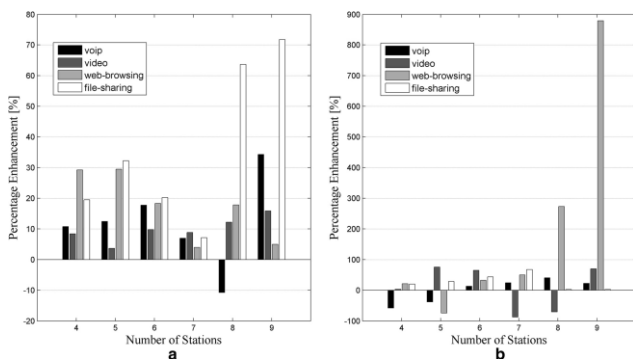 80
70
60
50
40
30
20
10
0
-10
-20
Percentage Enhancement [%]
voip
video
web-browsing
file-sharing
4 5 6 7 8 9
Number of Stations
a
900
800
700
600
500
400
300
200
100
0
-100
Percentage Enhancement [%]
voip
video
web-browsing
file-sharing
4 5 6 7 8 9
Number of Stations
b